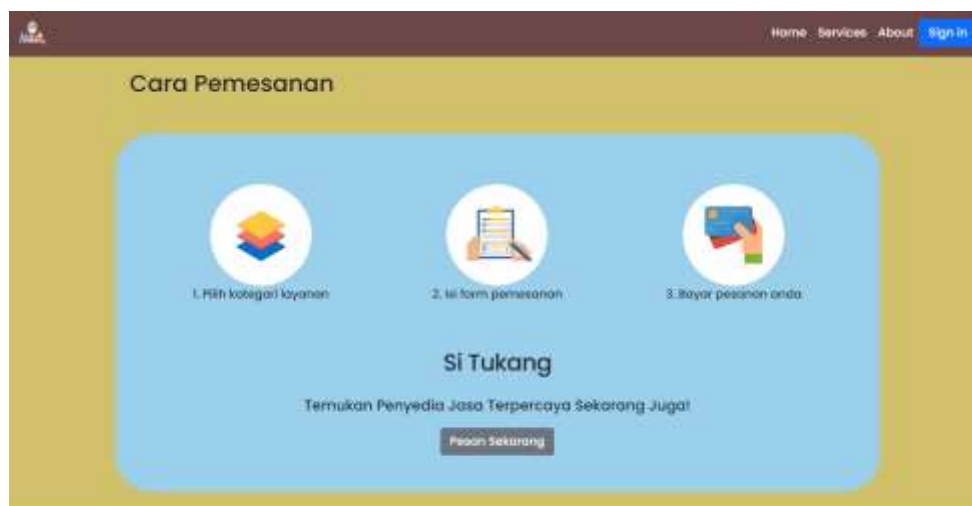 Home Services About Sign in
Cara Pemesanan
1. Pilih kategori layanan
2. Isi form pemesanan
3. Bayar pesanan anda
Si Tukang
Temukan Penyedia Jasa Terpercaya Sekarang Juga!
Pesan Sekarang